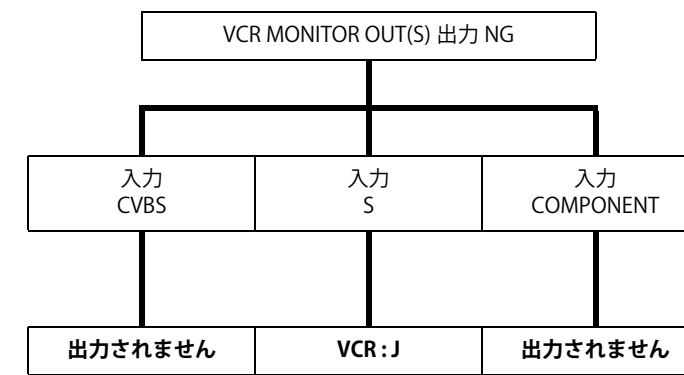 VCR MONITOR OUT(S) 出力 NG
入力
CVBS
入力
S
入力
COMPONENT
出力されません
VCR : J
出力されません